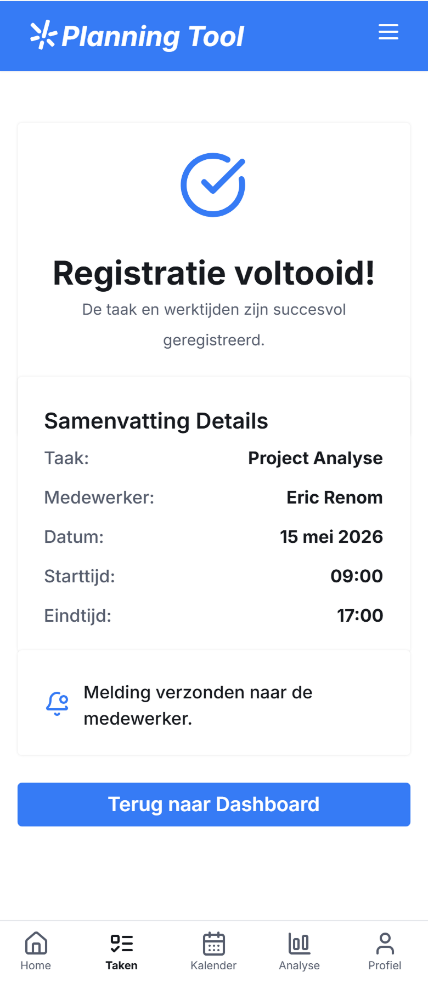 Planning Tool
Registratie voltooid!
De taak en werktijden zijn succesvol
geregistreerd.
Samenvatting Details
Taak: Project Analyse
Medewerker: Eric Renom
Datum: 15 mei 2026
Starttijd: 09:00
Eindtijd: 17:00
Melding verzonden naar de
medewerker.
Terug naar Dashboard
Home Taken Kalender Analyse Profiel